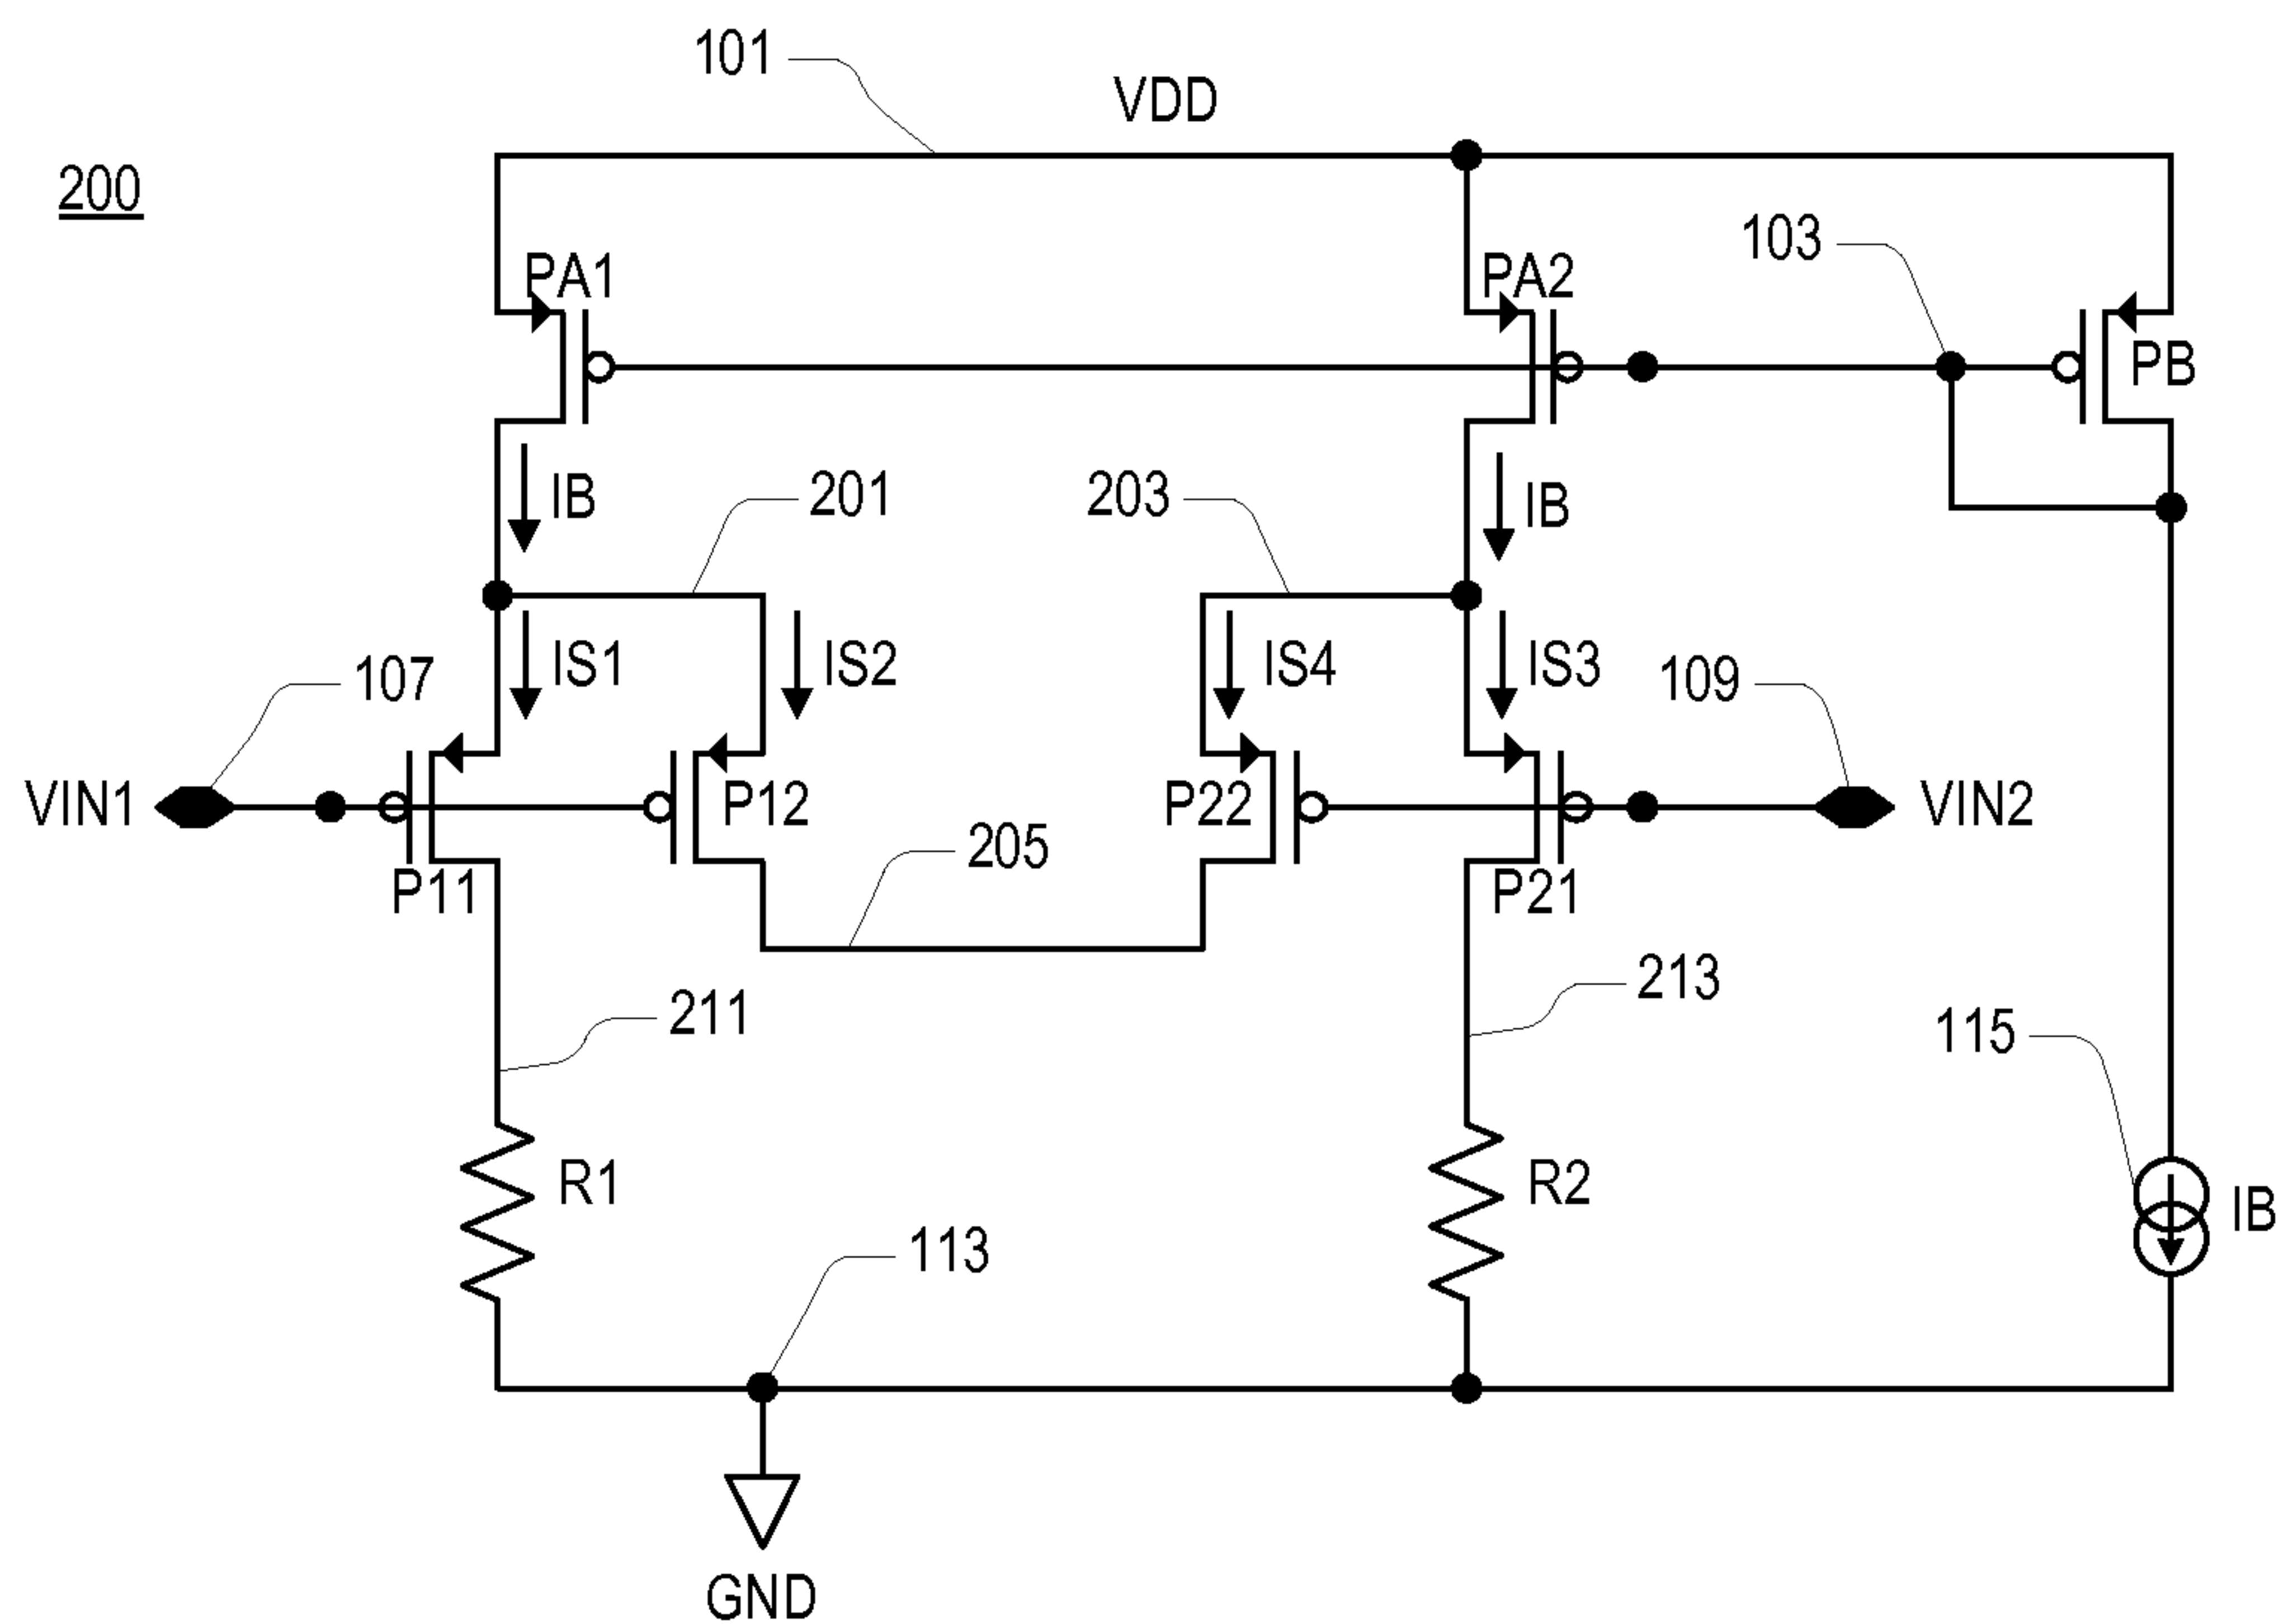 101
VDD
200
103
PA1
PA2
PB
IB
201
203
IB
107
IS1
IS2
IS4
IS3
109
VIN1
P12
P22
VIN2
205
P11
P21
211
213
115
R1
R2
IB
113
GND